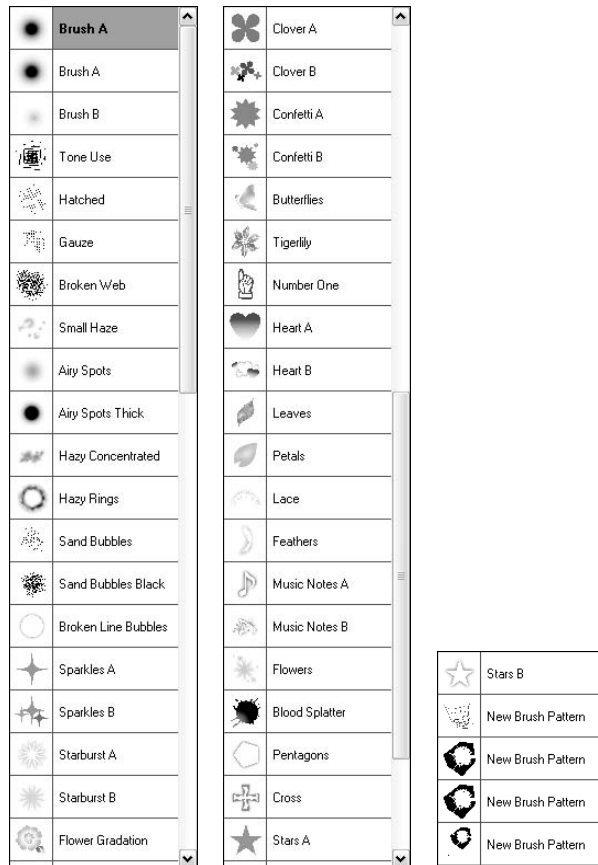 Brush A
Brush A
Brush B
Tone Use
Hatched
Gauze
Broken Web
Small Haze
Airy Spots
Airy Spots Thick
Hazy Concentrated
Hazy Rings
Sand Bubbles
Sand Bubbles Black
Broken Line Bubbles
Sparkles A
Sparkles B
Starburst A
Starburst B
Flower Gradation
Clover A
Clover B
Confetti A
Confetti B
Butterflies
Tigerlily
Number One
Heart A
Heart B
Leaves
Petals
Lace
Feathers
Music Notes A
Music Notes B
Flowers
Blood Splatter
Pentagons
Cross
Stars A
Stars B
New Brush Pattern
New Brush Pattern
New Brush Pattern
New Brush Pattern